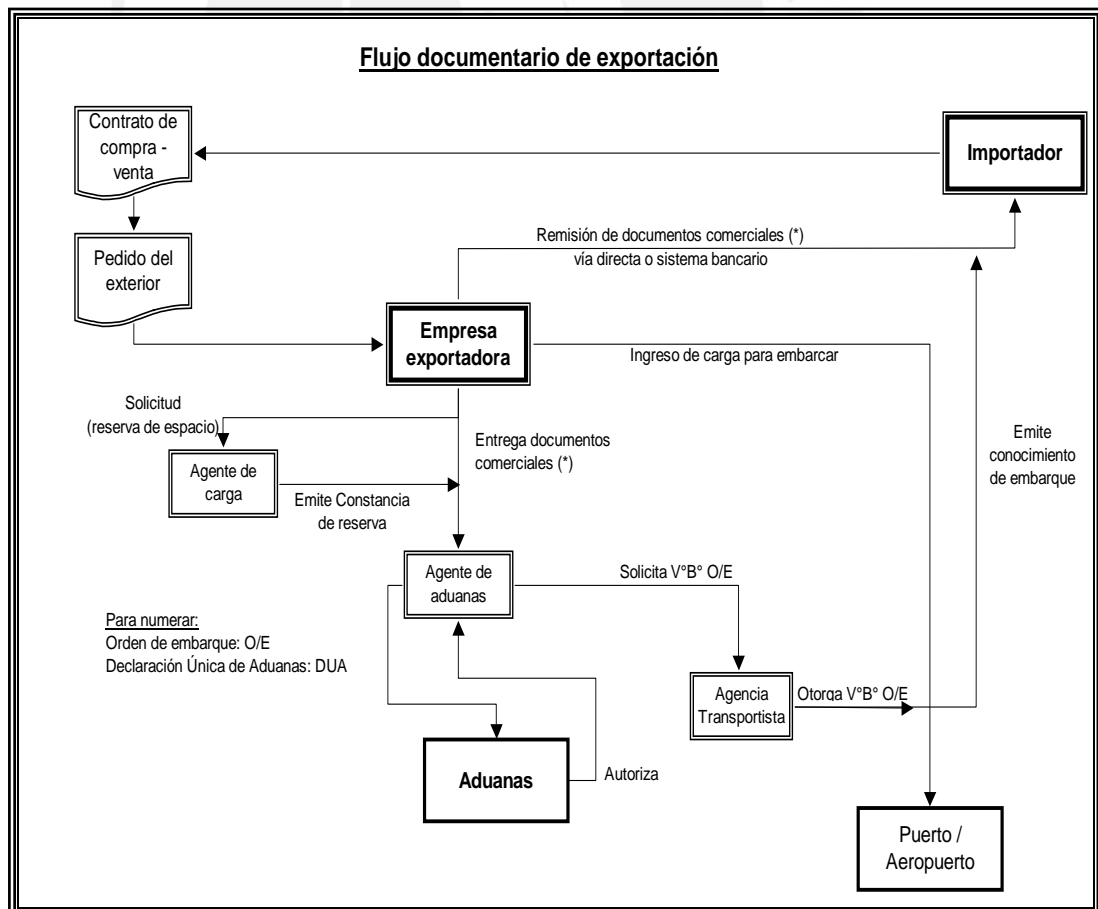 Flujo documentario de exportación
Contrato de
compra -
venta
Importador
Remisión de documentos comerciales (*)
vía directa o sistema bancario
Pedido del
exterior
Empresa
exportadora
Ingreso de carga para embarcar
Solicitud
(reserva de espacio)
Entrega documentos
comerciales (*)
Emite
conocimiento
de embarque
Agente de
carga
Emite Constancia
de reserva
Agente de
aduanas
Solicita V°B° O/E
Para numerar:
Orden de embarque: O/E
Declaración Única de Aduanas: DUA
Agencia
Transportista
Otorga V°B° O/E
Aduanas
Autoriza
Puerto /
Aeropuerto